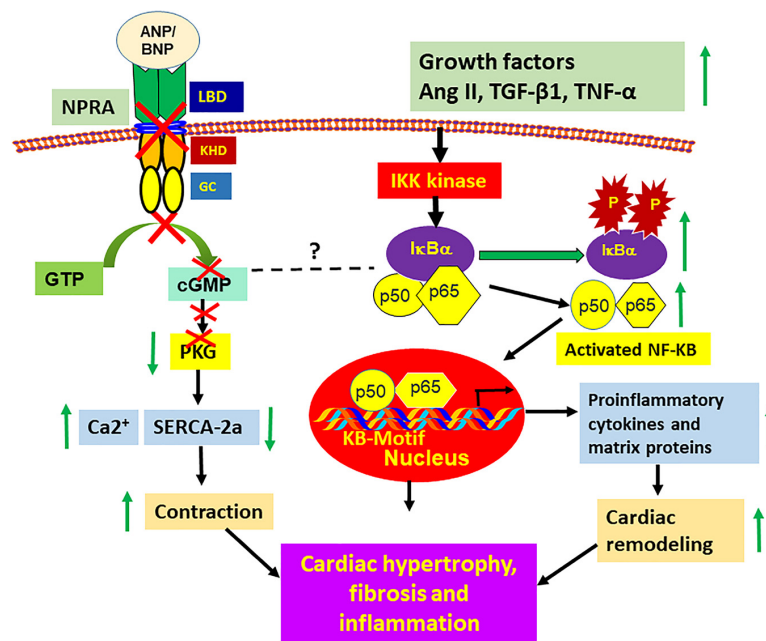 ANP/
BNP
NPRA
LBD
KHD
GC
GTP
cGMP
PKG
Ca2⁺
SERCA-2a
Contraction
Growth factors
Ang II, TGF-β1, TNF-α
IKK kinase
?
IκBα
p50
p65
P
P
IκBα
p50
p65
Activated NF-KB
p50
p65
KB-Motif
Nucleus
Proinflammatory
cytokines and
matrix proteins
Cardiac
remodeling
Cardiac hypertrophy,
fibrosis and
inflammation